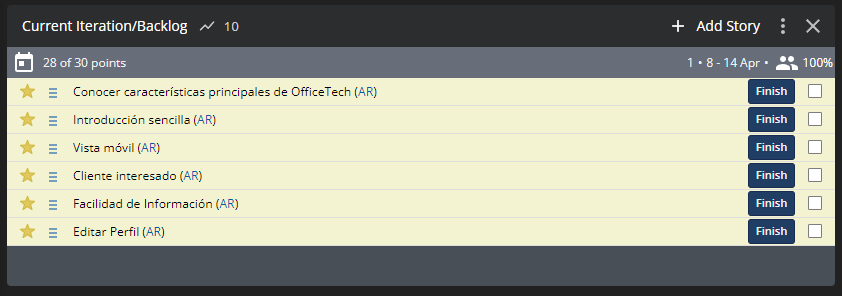 Current Iteration/Backlog 10 + Add Story
28 of 30 points 1 • 8 - 14 Apr • 100%
Conocer características principales de OfficeTech (AR) Finish
Introducción sencilla (AR) Finish
Vista móvil (AR) Finish
Cliente interesado (AR) Finish
Facilidad de Información (AR) Finish
Editar Perfil (AR) Finish